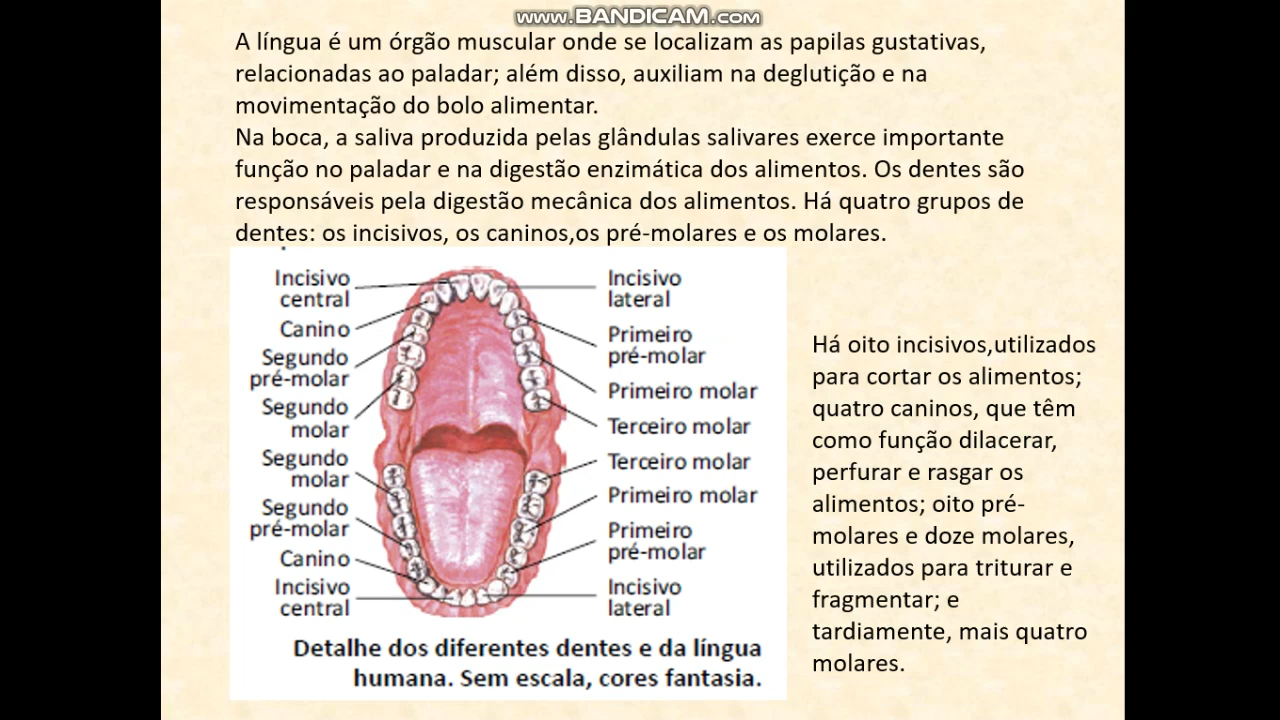 www.BANDICAM.com
A língua é um órgão muscular onde se localizam as papilas gustativas,
relacionadas ao paladar; além disso, auxiliam na deglutição e na
movimentação do bolo alimentar.
Na boca, a saliva produzida pelas glândulas salivares exerce importante
função no paladar e na digestão enzimática dos alimentos. Os dentes são
responsáveis pela digestão mecânica dos alimentos. Há quatro grupos de
dentes: os incisivos, os caninos,os pré-molares e os molares.
Incisivo
central
Canino
Segundo
pré-molar
Segundo
molar
Segundo
molar
Segundo
pré-molar
Canino
Incisivo
central
Incisivo
lateral
Primeiro
pré-molar
Primeiro molar
Terceiro molar
Terceiro molar
Primeiro molar
Primeiro
pré-molar
Incisivo
lateral
Detalhe dos diferentes dentes e da língua
humana. Sem escala, cores fantasia.
Há oito incisivos,utilizados
para cortar os alimentos;
quatro caninos, que têm
como função dilacerar,
perfurar e rasgar os
alimentos; oito pré-
molares e doze molares,
utilizados para triturar e
fragmentar; e
tardiamente, mais quatro
molares.